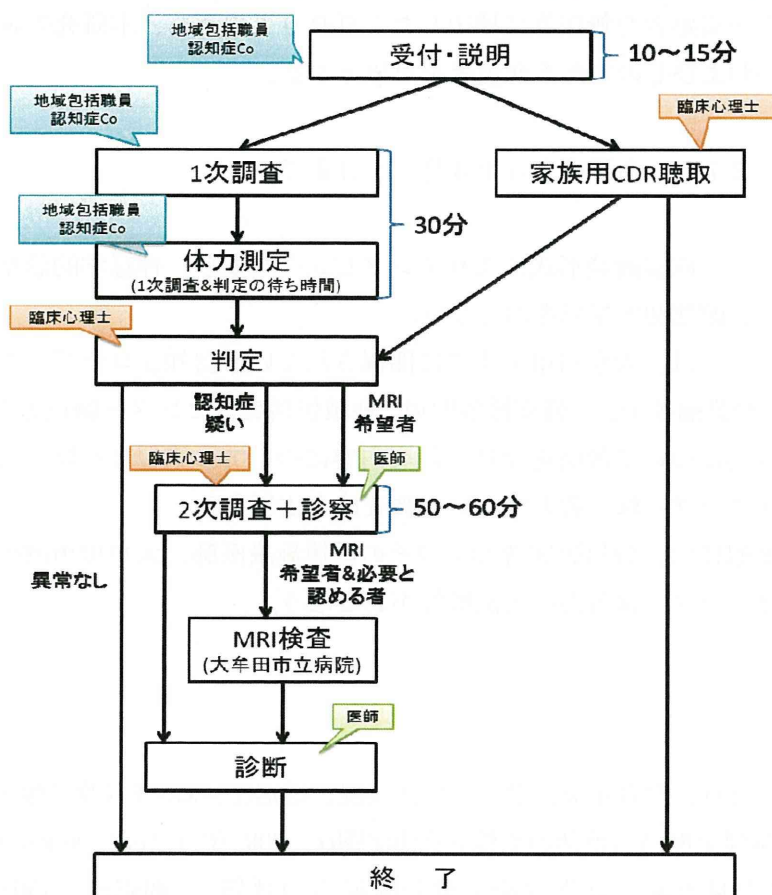 地域包括職員
認知症Co
受付・説明
10～15分
地域包括職員
認知症Co
臨床心理士
1次調査
家族用CDR聴取
地域包括職員
認知症Co
30分
体力測定
(1次調査&判定の待ち時間)
臨床心理士
判定
認知症
疑い
MRI
希望者
臨床心理士
医師
2次調査＋診察
50～60分
異常なし
MRI
希望者&必要と
認める者
MRI検査
(大牟田市立病院)
医師
診断
終 了